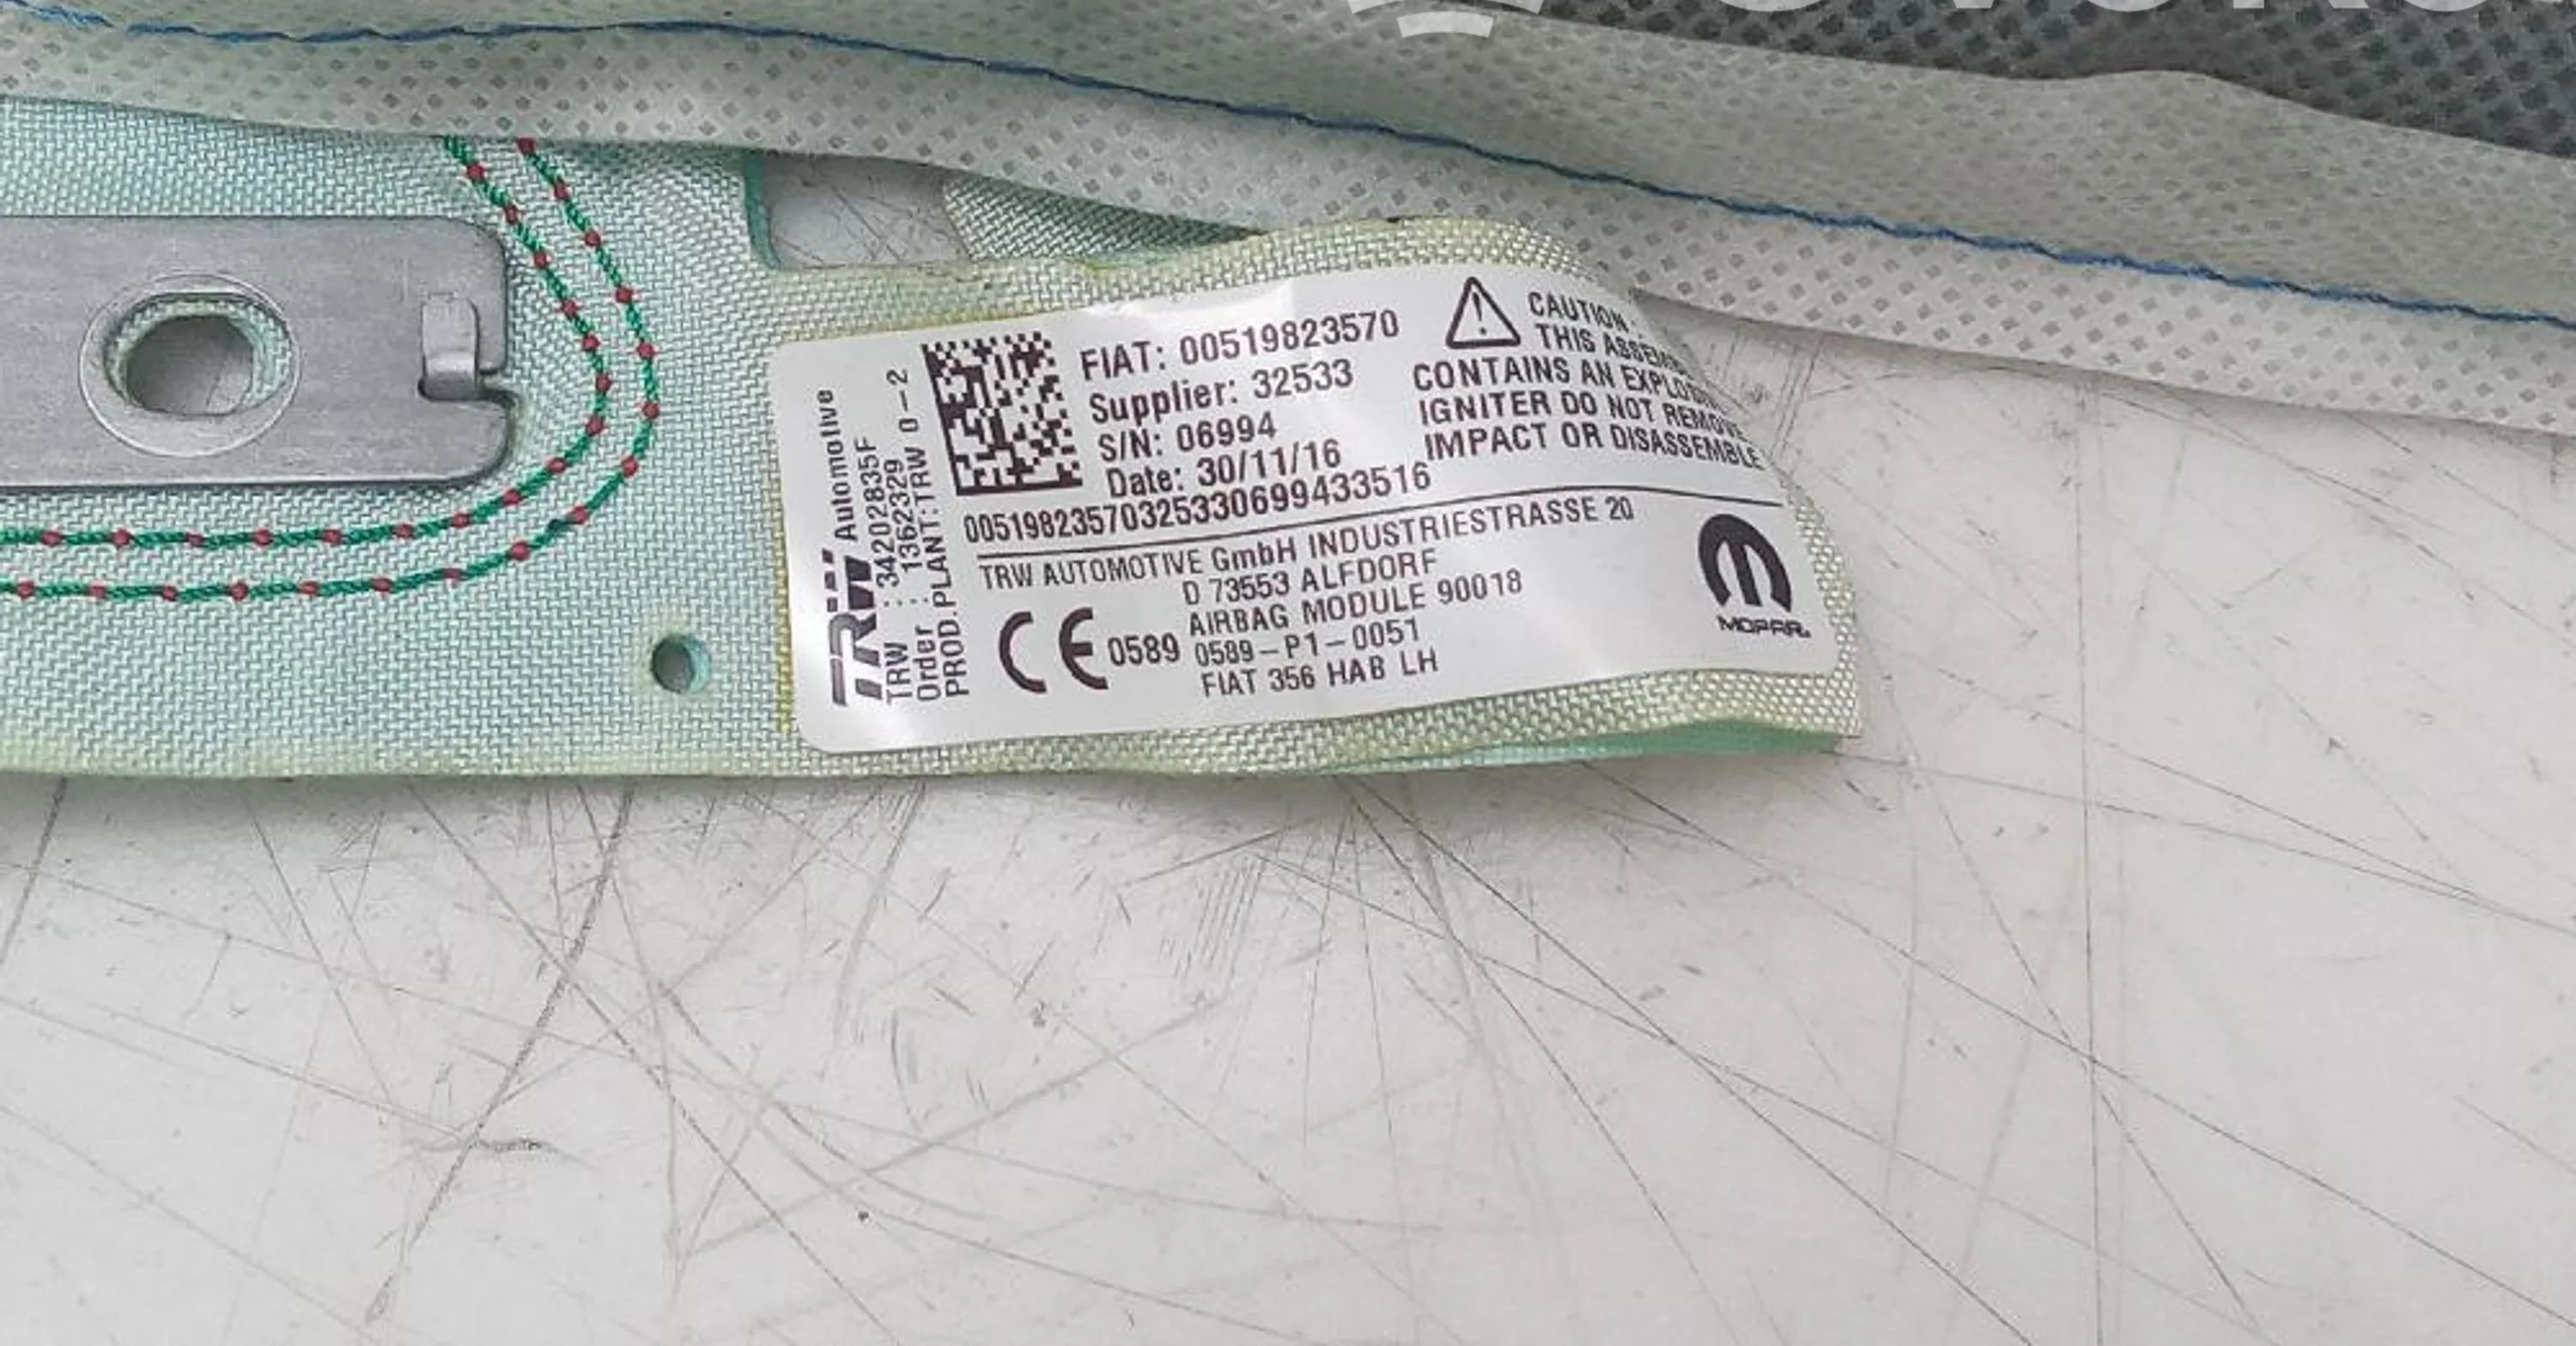 TRW Automotive
TRW : 34202835F
Order : 13622329
PROD.PLANT:TRW 0-2
FIAT: 00519823570
Supplier: 32533
S/N: 06994
Date: 30/11/16
00519823570325330699433516
CAUTION:
THIS
CONTAINS AN
IGNITER DO NOT REMOVE
IMPACT OR DISASSEMBLE
TRW AUTOMOTIVE GmbH INDUSTRIESTRASSE 20
D 73553 ALFDORF
AIRBAG MODULE 90018
CE 0589 0589-P1-0051
FIAT 356 HAB LH
MOPAR